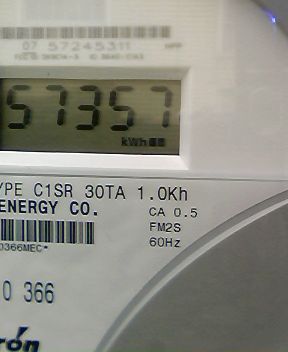 07 57245311
57357
kWh
YPE C1SR 30TA 1.0Kh
ENERGY CO.
CA 0.5
FM2S
60Hz
0366MEC*
0 366
rón